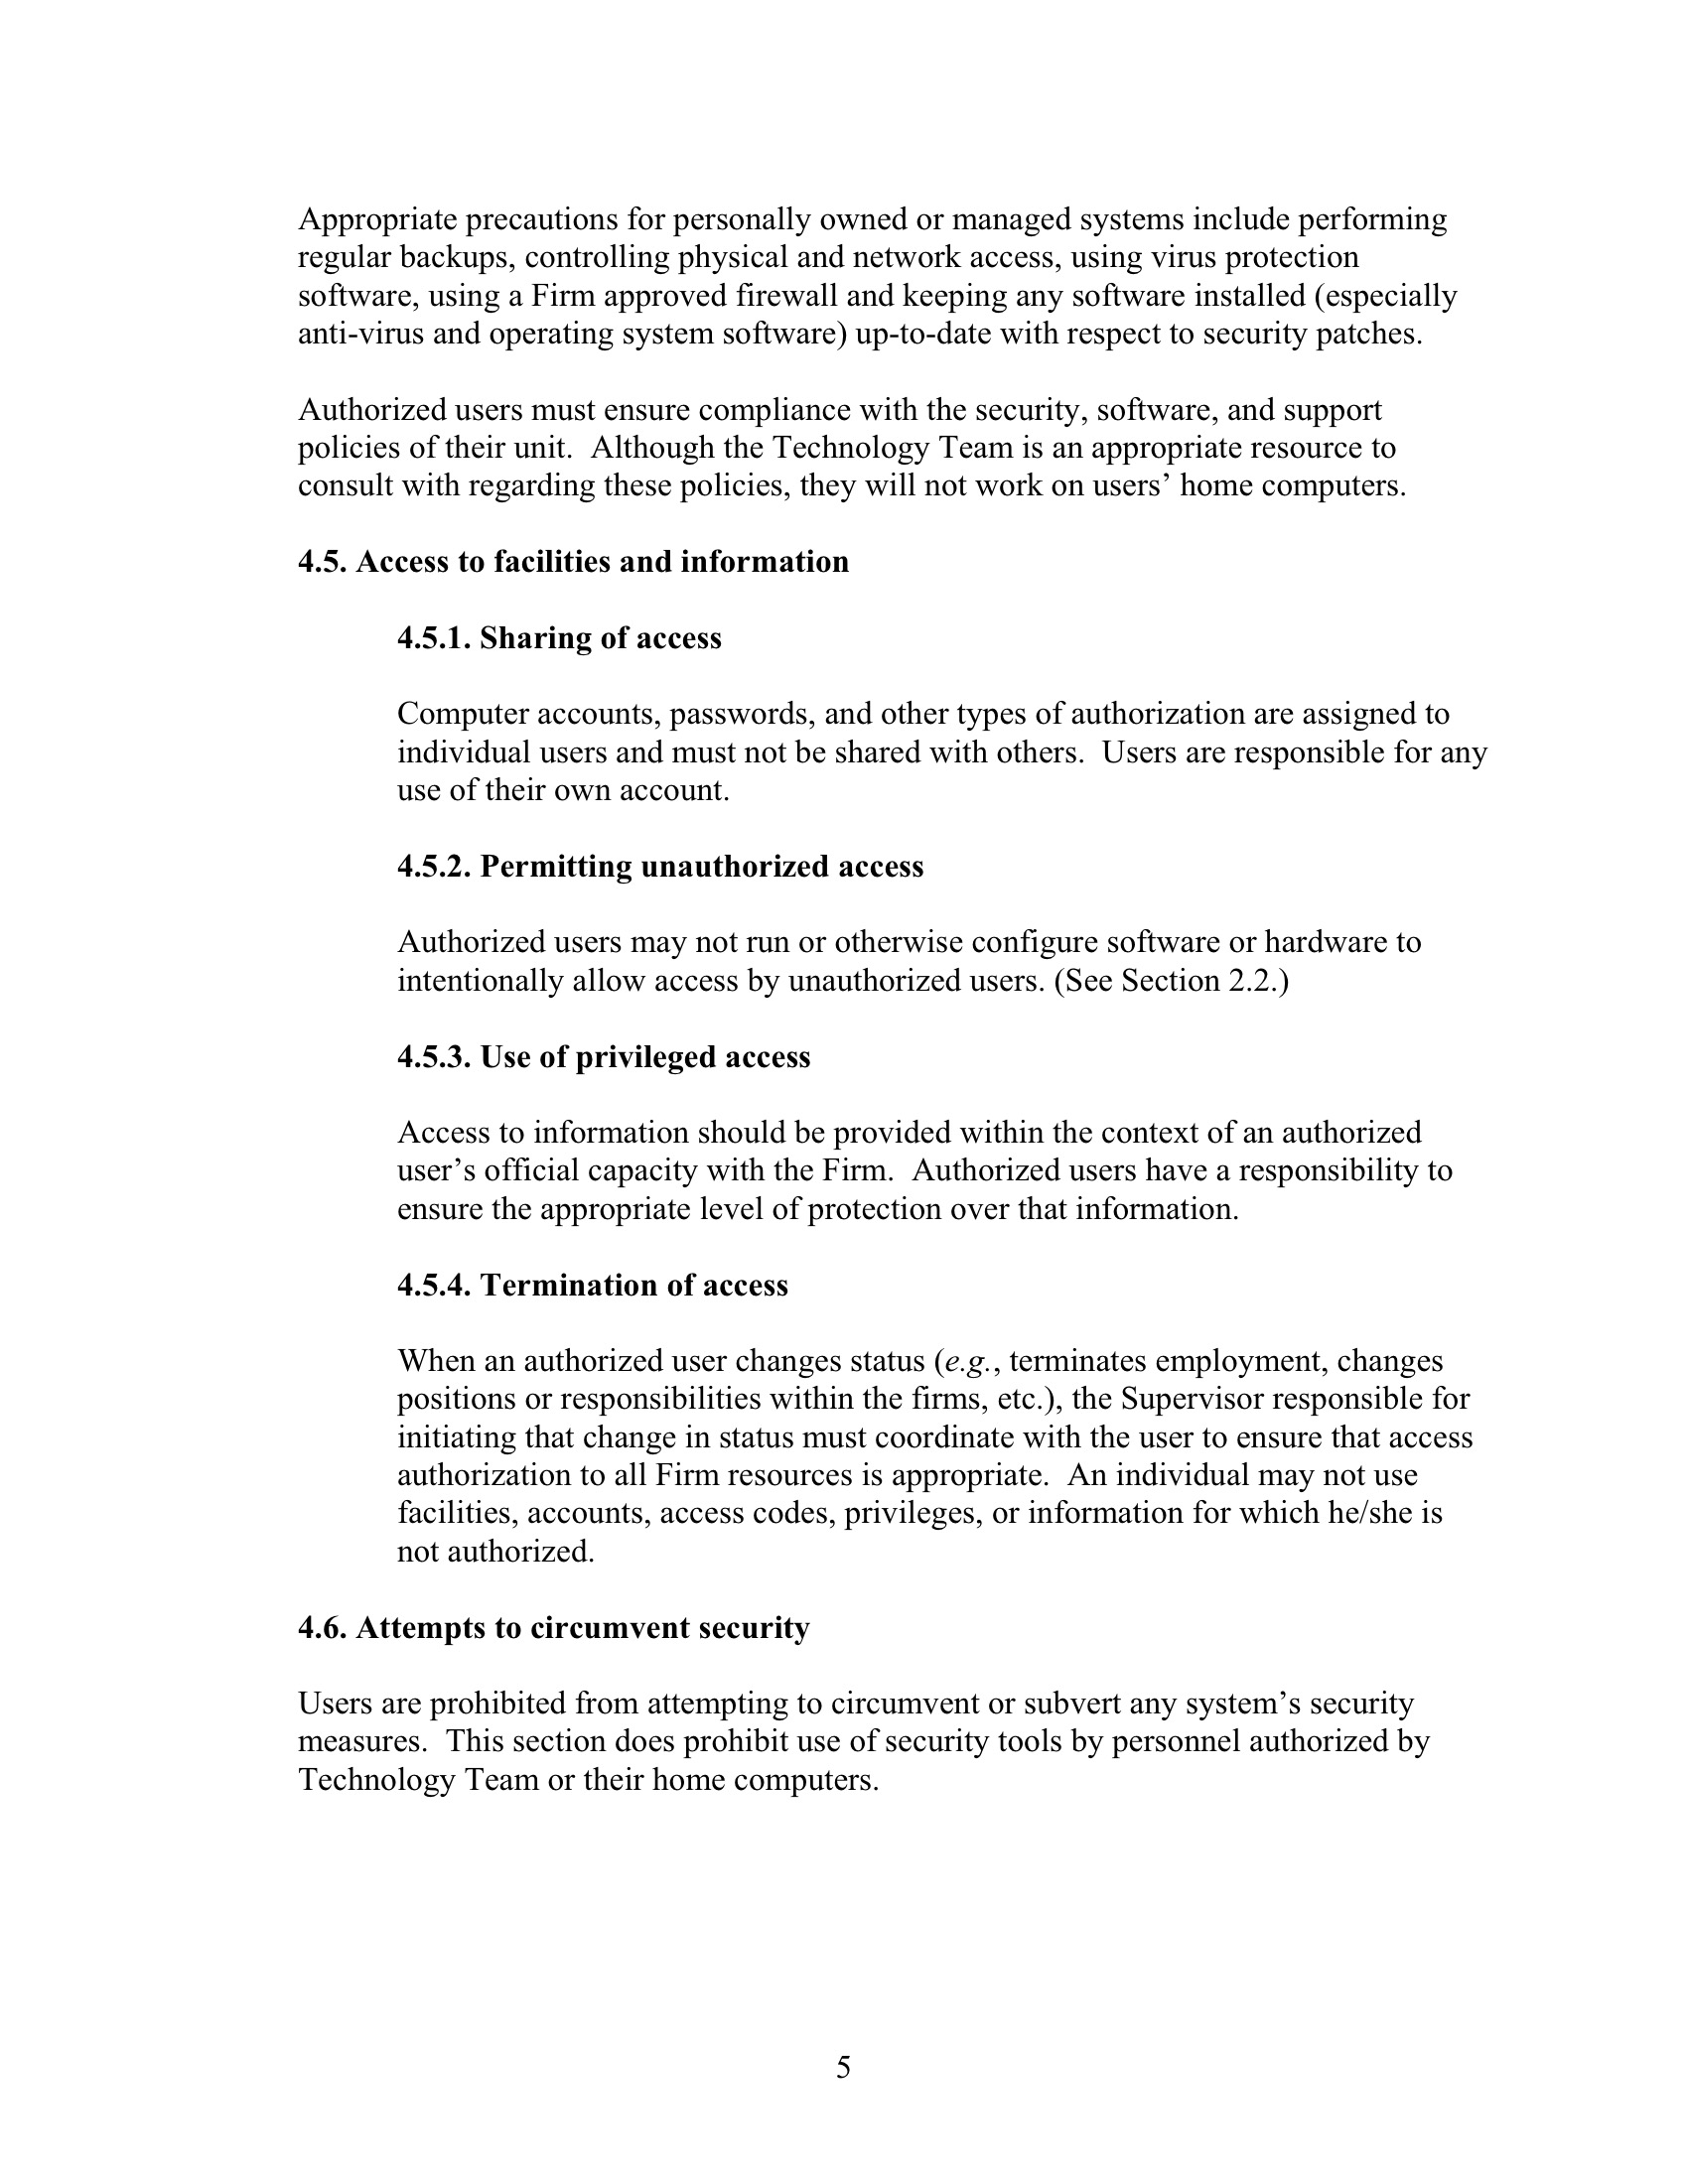 Appropriate precautions for personally owned or managed systems include performing
regular backups, controlling physical and network access, using virus protection
software, using a Firm approved firewall and keeping any software installed (especially
anti-virus and operating system software) up-to-date with respect to security patches.
Authorized users must ensure compliance with the security, software, and support
policies of their unit.  Although the Technology Team is an appropriate resource to
consult with regarding these policies, they will not work on users’ home computers.
4.5. Access to facilities and information
4.5.1. Sharing of access
Computer accounts, passwords, and other types of authorization are assigned to
individual users and must not be shared with others.  Users are responsible for any
use of their own account.
4.5.2. Permitting unauthorized access
Authorized users may not run or otherwise configure software or hardware to
intentionally allow access by unauthorized users. (See Section 2.2.)
4.5.3. Use of privileged access
Access to information should be provided within the context of an authorized
user’s official capacity with the Firm.  Authorized users have a responsibility to
ensure the appropriate level of protection over that information.
4.5.4. Termination of access
When an authorized user changes status (e.g., terminates employment, changes
positions or responsibilities within the firms, etc.), the Supervisor responsible for
initiating that change in status must coordinate with the user to ensure that access
authorization to all Firm resources is appropriate.  An individual may not use
facilities, accounts, access codes, privileges, or information for which he/she is
not authorized.
4.6. Attempts to circumvent security
Users are prohibited from attempting to circumvent or subvert any system’s security
measures.  This section does prohibit use of security tools by personnel authorized by
Technology Team or their home computers.
5